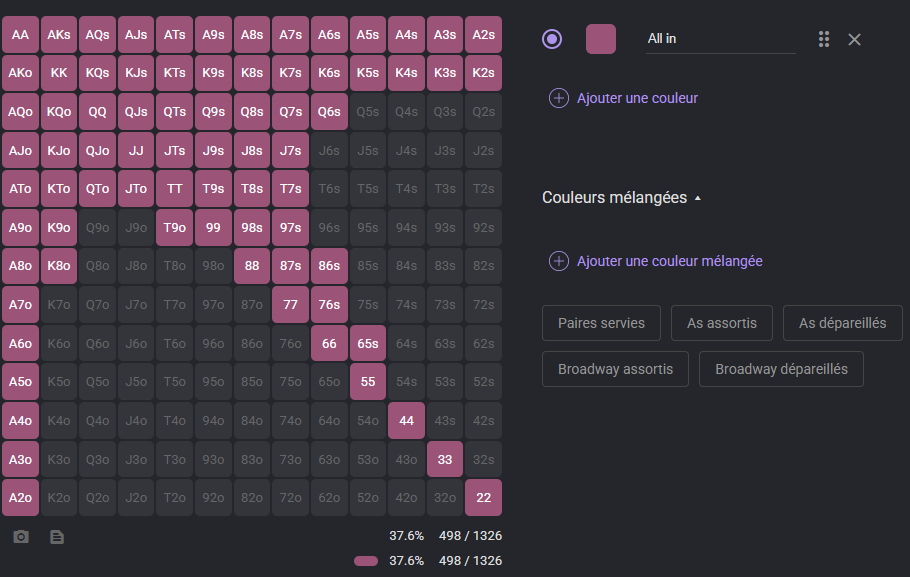 AA AKs AQs AJs ATs A9s A8s A7s A6s A5s A4s A3s A2s
AKo KK KQs KJs KTs K9s K8s K7s K6s K5s K4s K3s K2s
AQo KQo QQ QJs QTs Q9s Q8s Q7s Q6s Q5s Q4s Q3s Q2s
AJo KJo QJo JJ JTs J9s J8s J7s J6s J5s J4s J3s J2s
ATo KTo QTo JTo TT T9s T8s T7s T6s T5s T4s T3s T2s
A9o K9o Q9o J9o T9o 99 98s 97s 96s 95s 94s 93s 92s
A8o K8o Q8o J8o T8o 98o 88 87s 86s 85s 84s 83s 82s
A7o K7o Q7o J7o T7o 97o 87o 77 76s 75s 74s 73s 72s
A6o K6o Q6o J6o T6o 96o 86o 76o 66 65s 64s 63s 62s
A5o K5o Q5o J5o T5o 95o 85o 75o 65o 55 54s 53s 52s
A4o K4o Q4o J4o T4o 94o 84o 74o 64o 54o 44 43s 42s
A3o K3o Q3o J3o T3o 93o 83o 73o 63o 53o 43o 33 32s
A2o K2o Q2o J2o T2o 92o 82o 72o 62o 52o 42o 32o 22
37.6% 498 / 1326
37.6% 498 / 1326
All in
Ajouter une couleur
Couleurs mélangées
Ajouter une couleur mélangée
Paires servies As assortis As dépareillés
Broadway assortis Broadway dépareillés